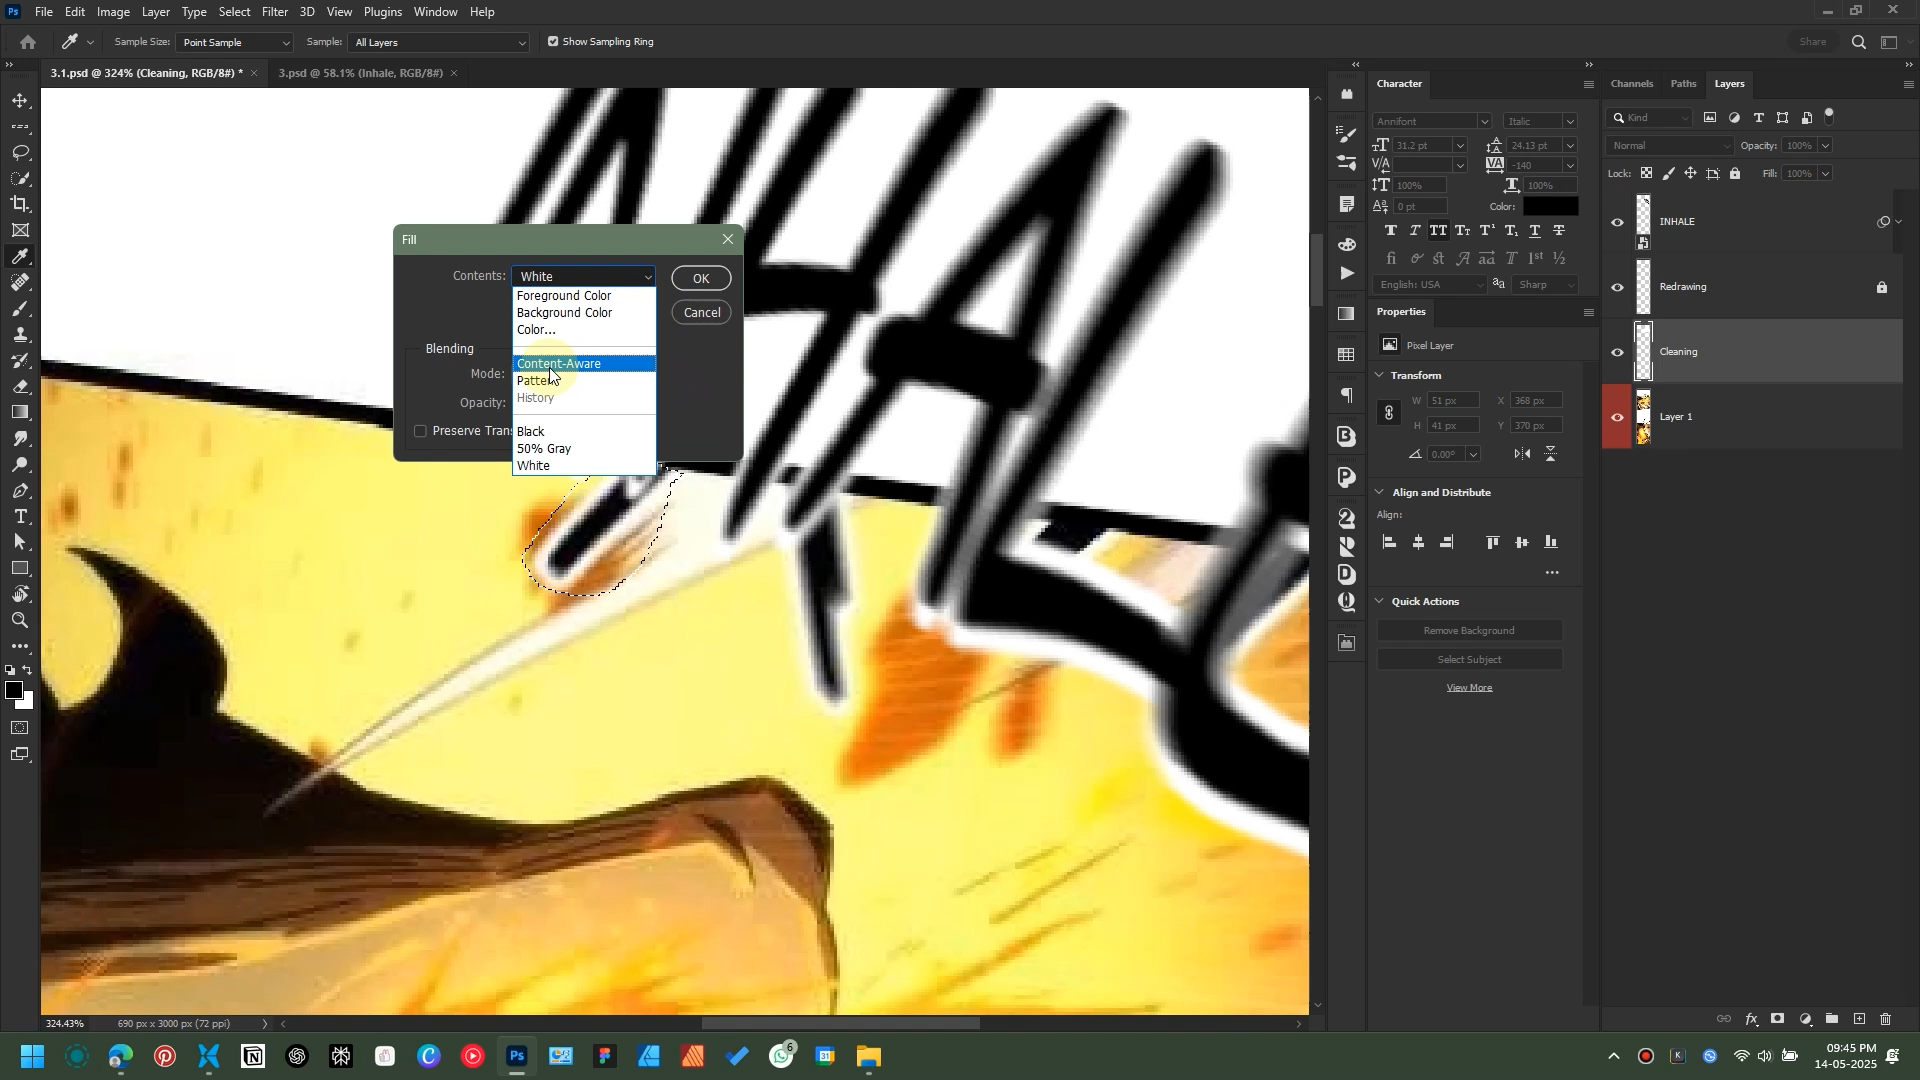 File Edit Image Layer Type Select Filter 3D View Plugins Window Help
Sample Size: Point Sample Sample: All Layers Show Sampling Ring Share
3.1.psd @ 324% (Cleaning, RGB/8#) * 3.psd @ 58.1% (Inhale, RGB/8#)
Character
Annifont Italic
31.2 pt 24.13 pt
-140
100% 100%
0 pt Color:
English: USA Sharp
Properties
Pixel Layer
Transform
W 51 px X 368 px
H 41 px Y 370 px
0.00°
Align and Distribute
Align:
Quick Actions
Remove Background
Select Subject
View More
Channels Paths Layers
Kind
Normal Opacity: 100%
Lock: Fill: 100%
INHALE
Redrawing
Cleaning
Layer 1
Fill
Contents: White OK
Cancel
Foreground Color
Background Color
Color...
Content-Aware
Pattern
History
Black
50% Gray
White
Blending
Mode:
Opacity:
Preserve Trans
324.43% 690 px x 3000 px (72 ppi)
6
09:45 PM
14-05-2025